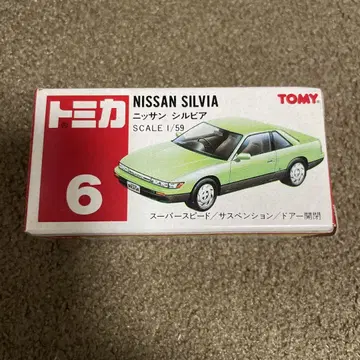 トミカ
6
NISSAN SILVIA
ニッサン シルビア
SCALE 1/59
TOMY.
スーパースピード/サスペンション/ドアー開閉